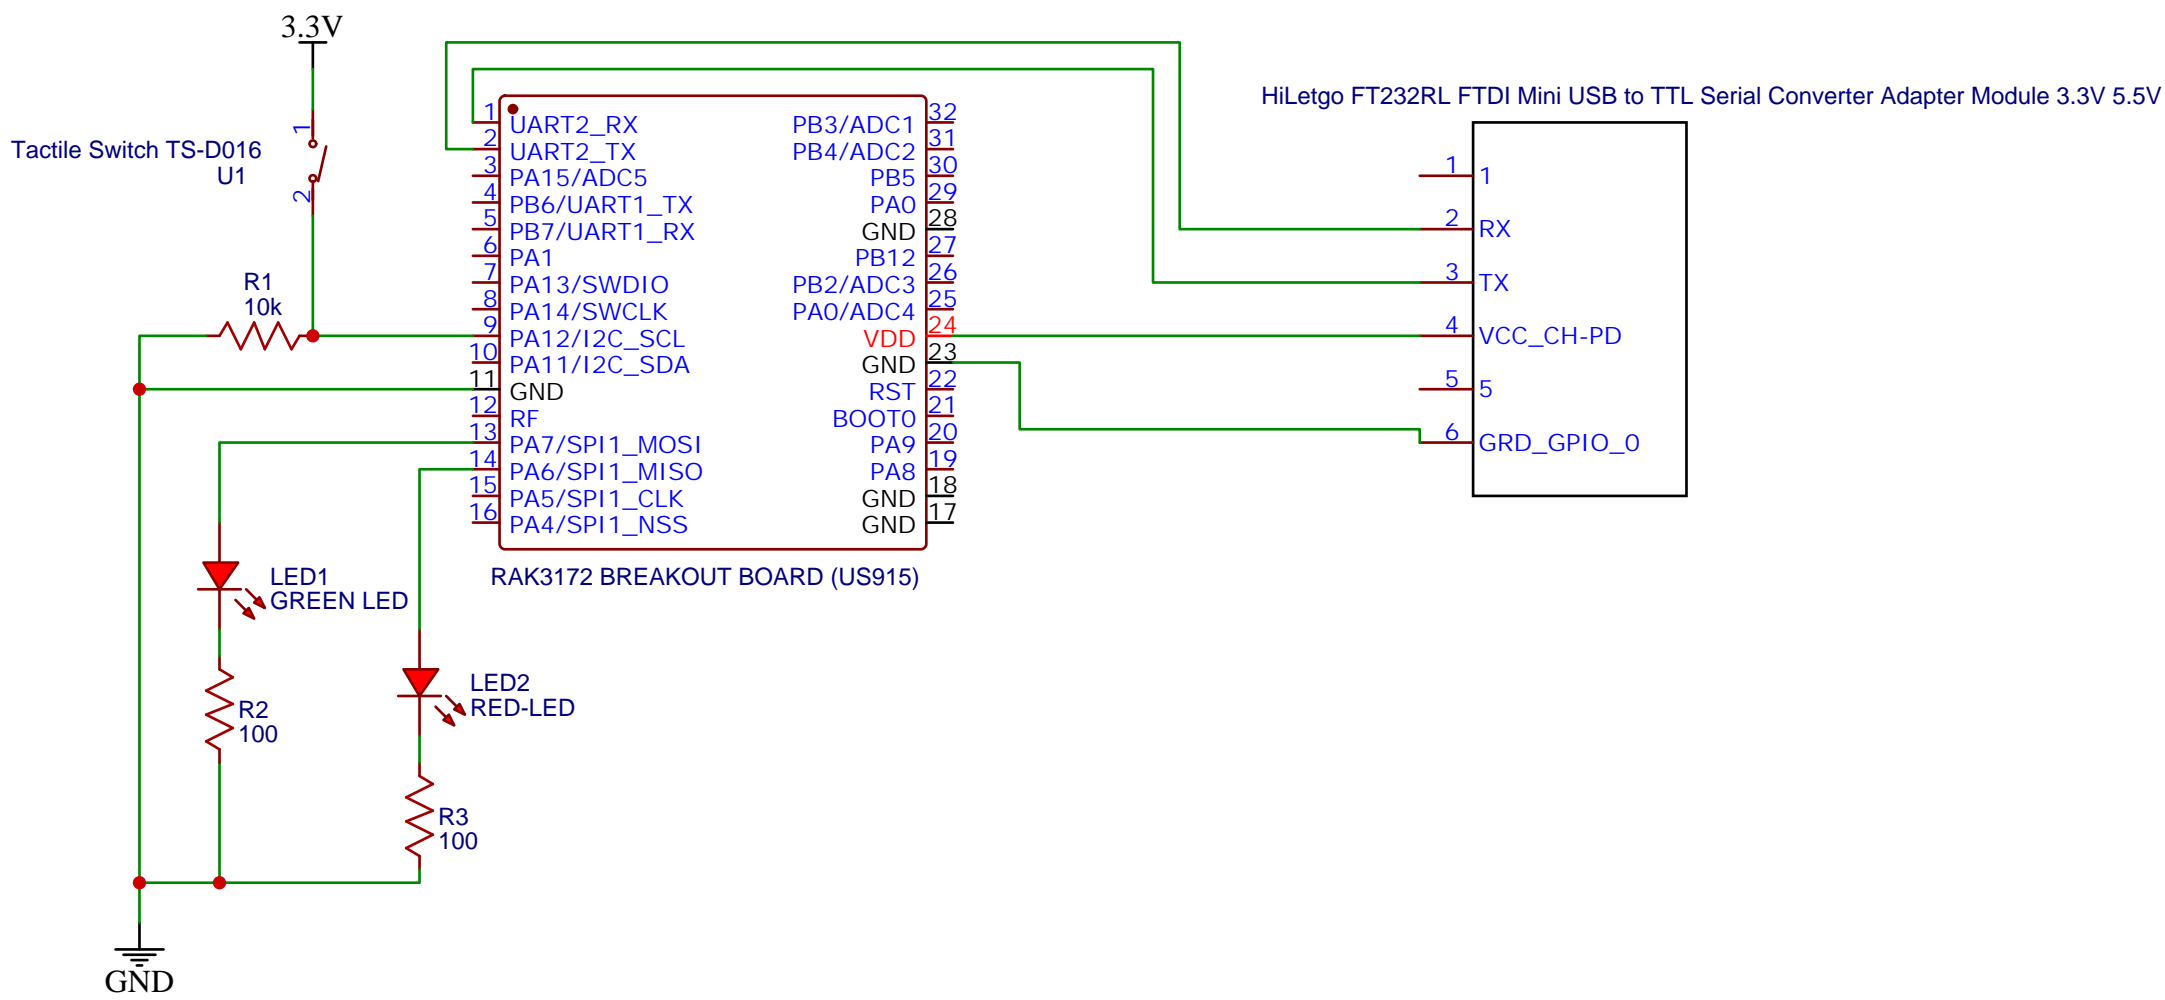 3.3V
HiLetgo FT232RL FTDI Mini USB to TTL Serial Converter Adapter Module 3.3V 5.5V
Tactile Switch TS-D016
U1
1
2
R1
10k
1 UART2_RX
2 UART2_TX
3 PA15/ADC5
4 PB6/UART1_TX
5 PB7/UART1_RX
6 PA1
7 PA13/SWDIO
8 PA14/SWCLK
9 PA12/I2C_SCL
10 PA11/I2C_SDA
11 GND
12 RF
13 PA7/SPI1_MOSI
14 PA6/SPI1_MISO
15 PA5/SPI1_CLK
16 PA4/SPI1_NSS
PB3/ADC1 32
PB4/ADC2 31
PB5 30
PA0 29
GND 28
PB12 27
PB2/ADC3 26
PA0/ADC4 25
VDD 24
GND 23
RST 22
BOOT0 21
PA9 20
PA8 19
GND 18
GND 17
RAK3172 BREAKOUT BOARD (US915)
1 1
2 RX
3 TX
4 VCC_CH-PD
5 5
6 GRD_GPIO_0
LED1
GREEN LED
LED2
RED-LED
R2
100
R3
100
GND